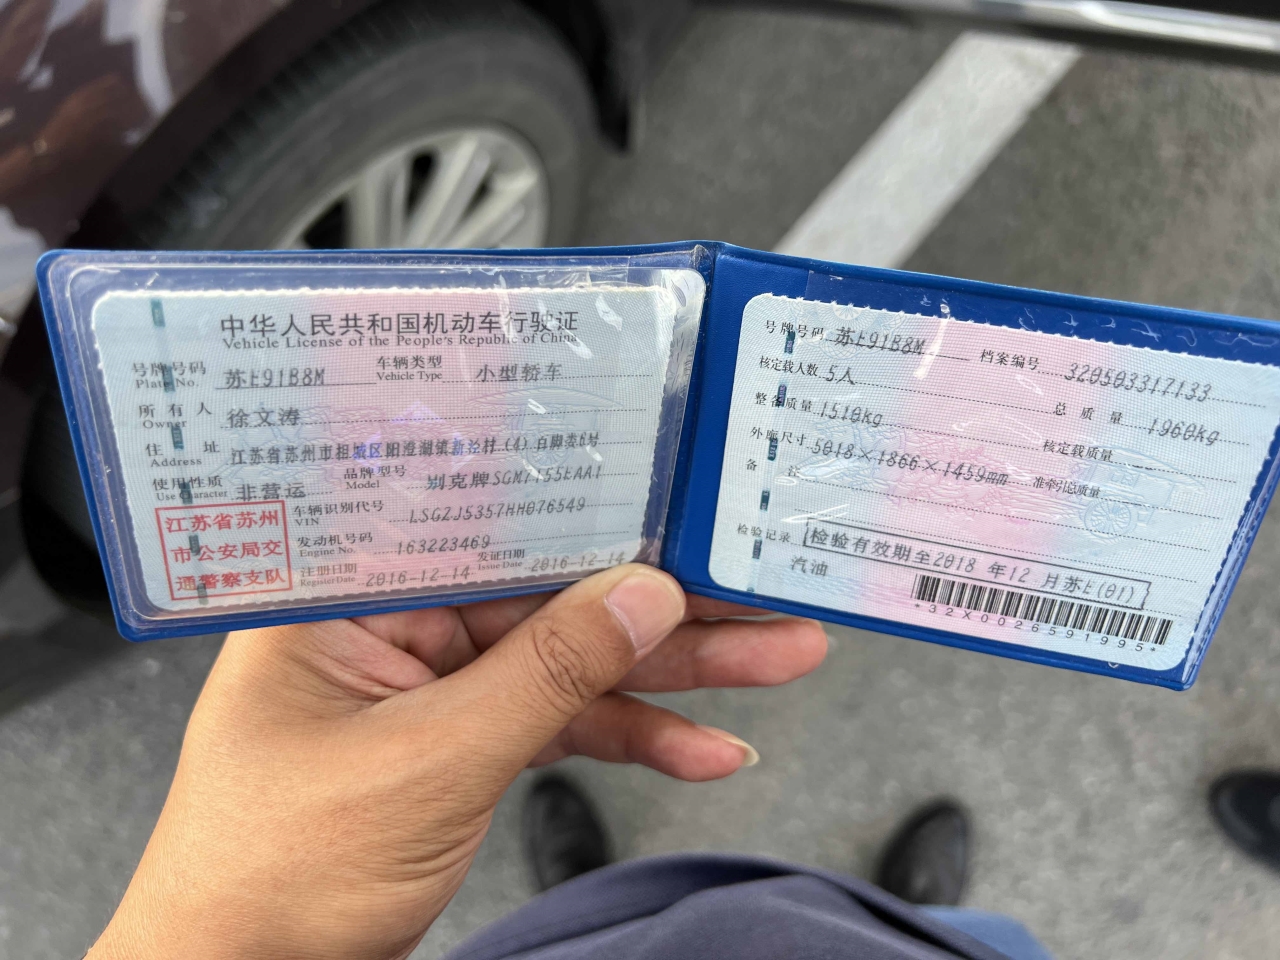 中华人民共和国机动车行驶证
Vehicle License of the People's Republic of China
号牌号码 Plate No. 苏E91B8M 车辆类型 Vehicle Type 小型轿车
所有人 Owner 徐文涛
住址 Address 江苏省苏州市相城区阳澄湖镇新泾村(4)白脚娄6号
使用性质 Use Character 非营运 品牌型号 Model 别克牌SGM7155EAA1
车辆识别代号 VIN LSGZJ5357HH076549
发动机号码 Engine No. 163223469
注册日期 Register Date 2016-12-14 发证日期 Issue Date 2016-12-14
江苏省苏州
市公安局交
通警察支队
号牌号码 苏E91B8M 档案编号 320503317133
核定载人数 5人 总质量 1960kg
整备质量 1510kg 核定载质量
外廓尺寸 5018×1866×1459mm 准牵引总质量
备注
检验记录 检验有效期至2018 年12 月苏E(01)
汽油
*32X0026591995*